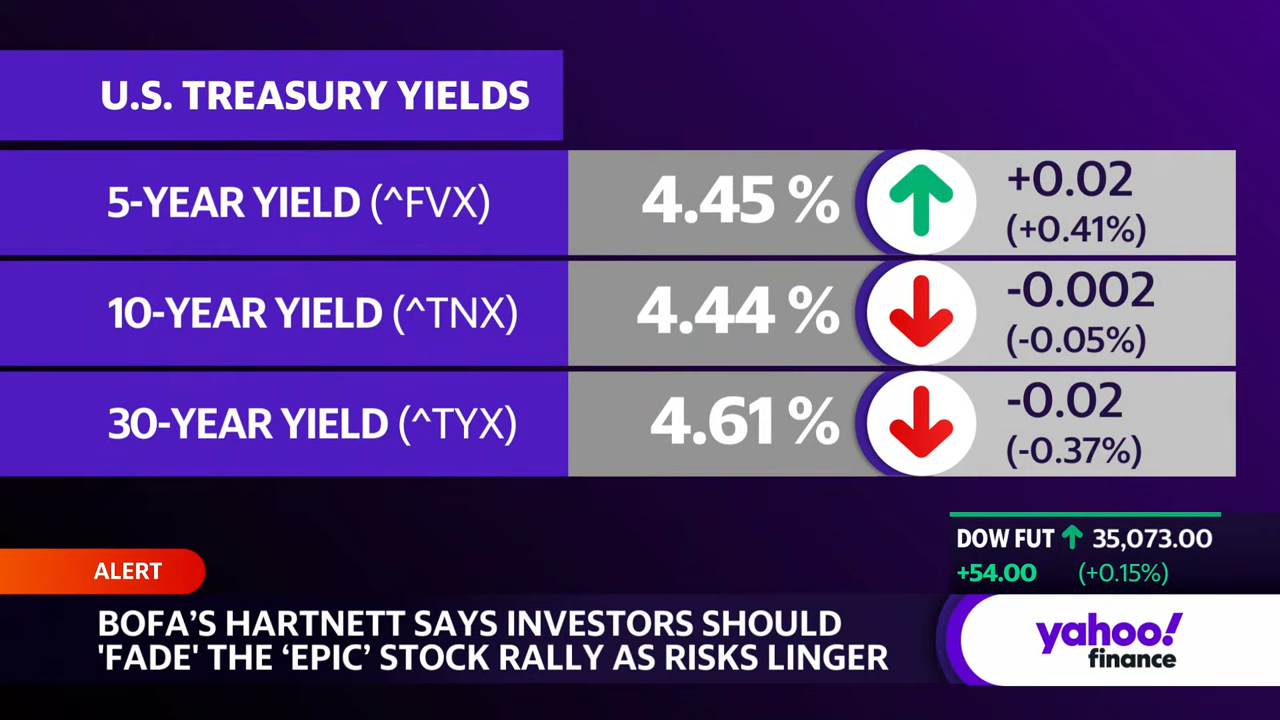 U.S. TREASURY YIELDS
5-YEAR YIELD (^FVX) 4.45 % +0.02
(+0.41%)
10-YEAR YIELD (^TNX) 4.44 % -0.002
(-0.05%)
30-YEAR YIELD (^TYX) 4.61 % -0.02
(-0.37%)
DOW FUT 35,073.00
+54.00 (+0.15%)
ALERT
BOFA’S HARTNETT SAYS INVESTORS SHOULD
'FADE' THE ‘EPIC’ STOCK RALLY AS RISKS LINGER
yahoo!
finance